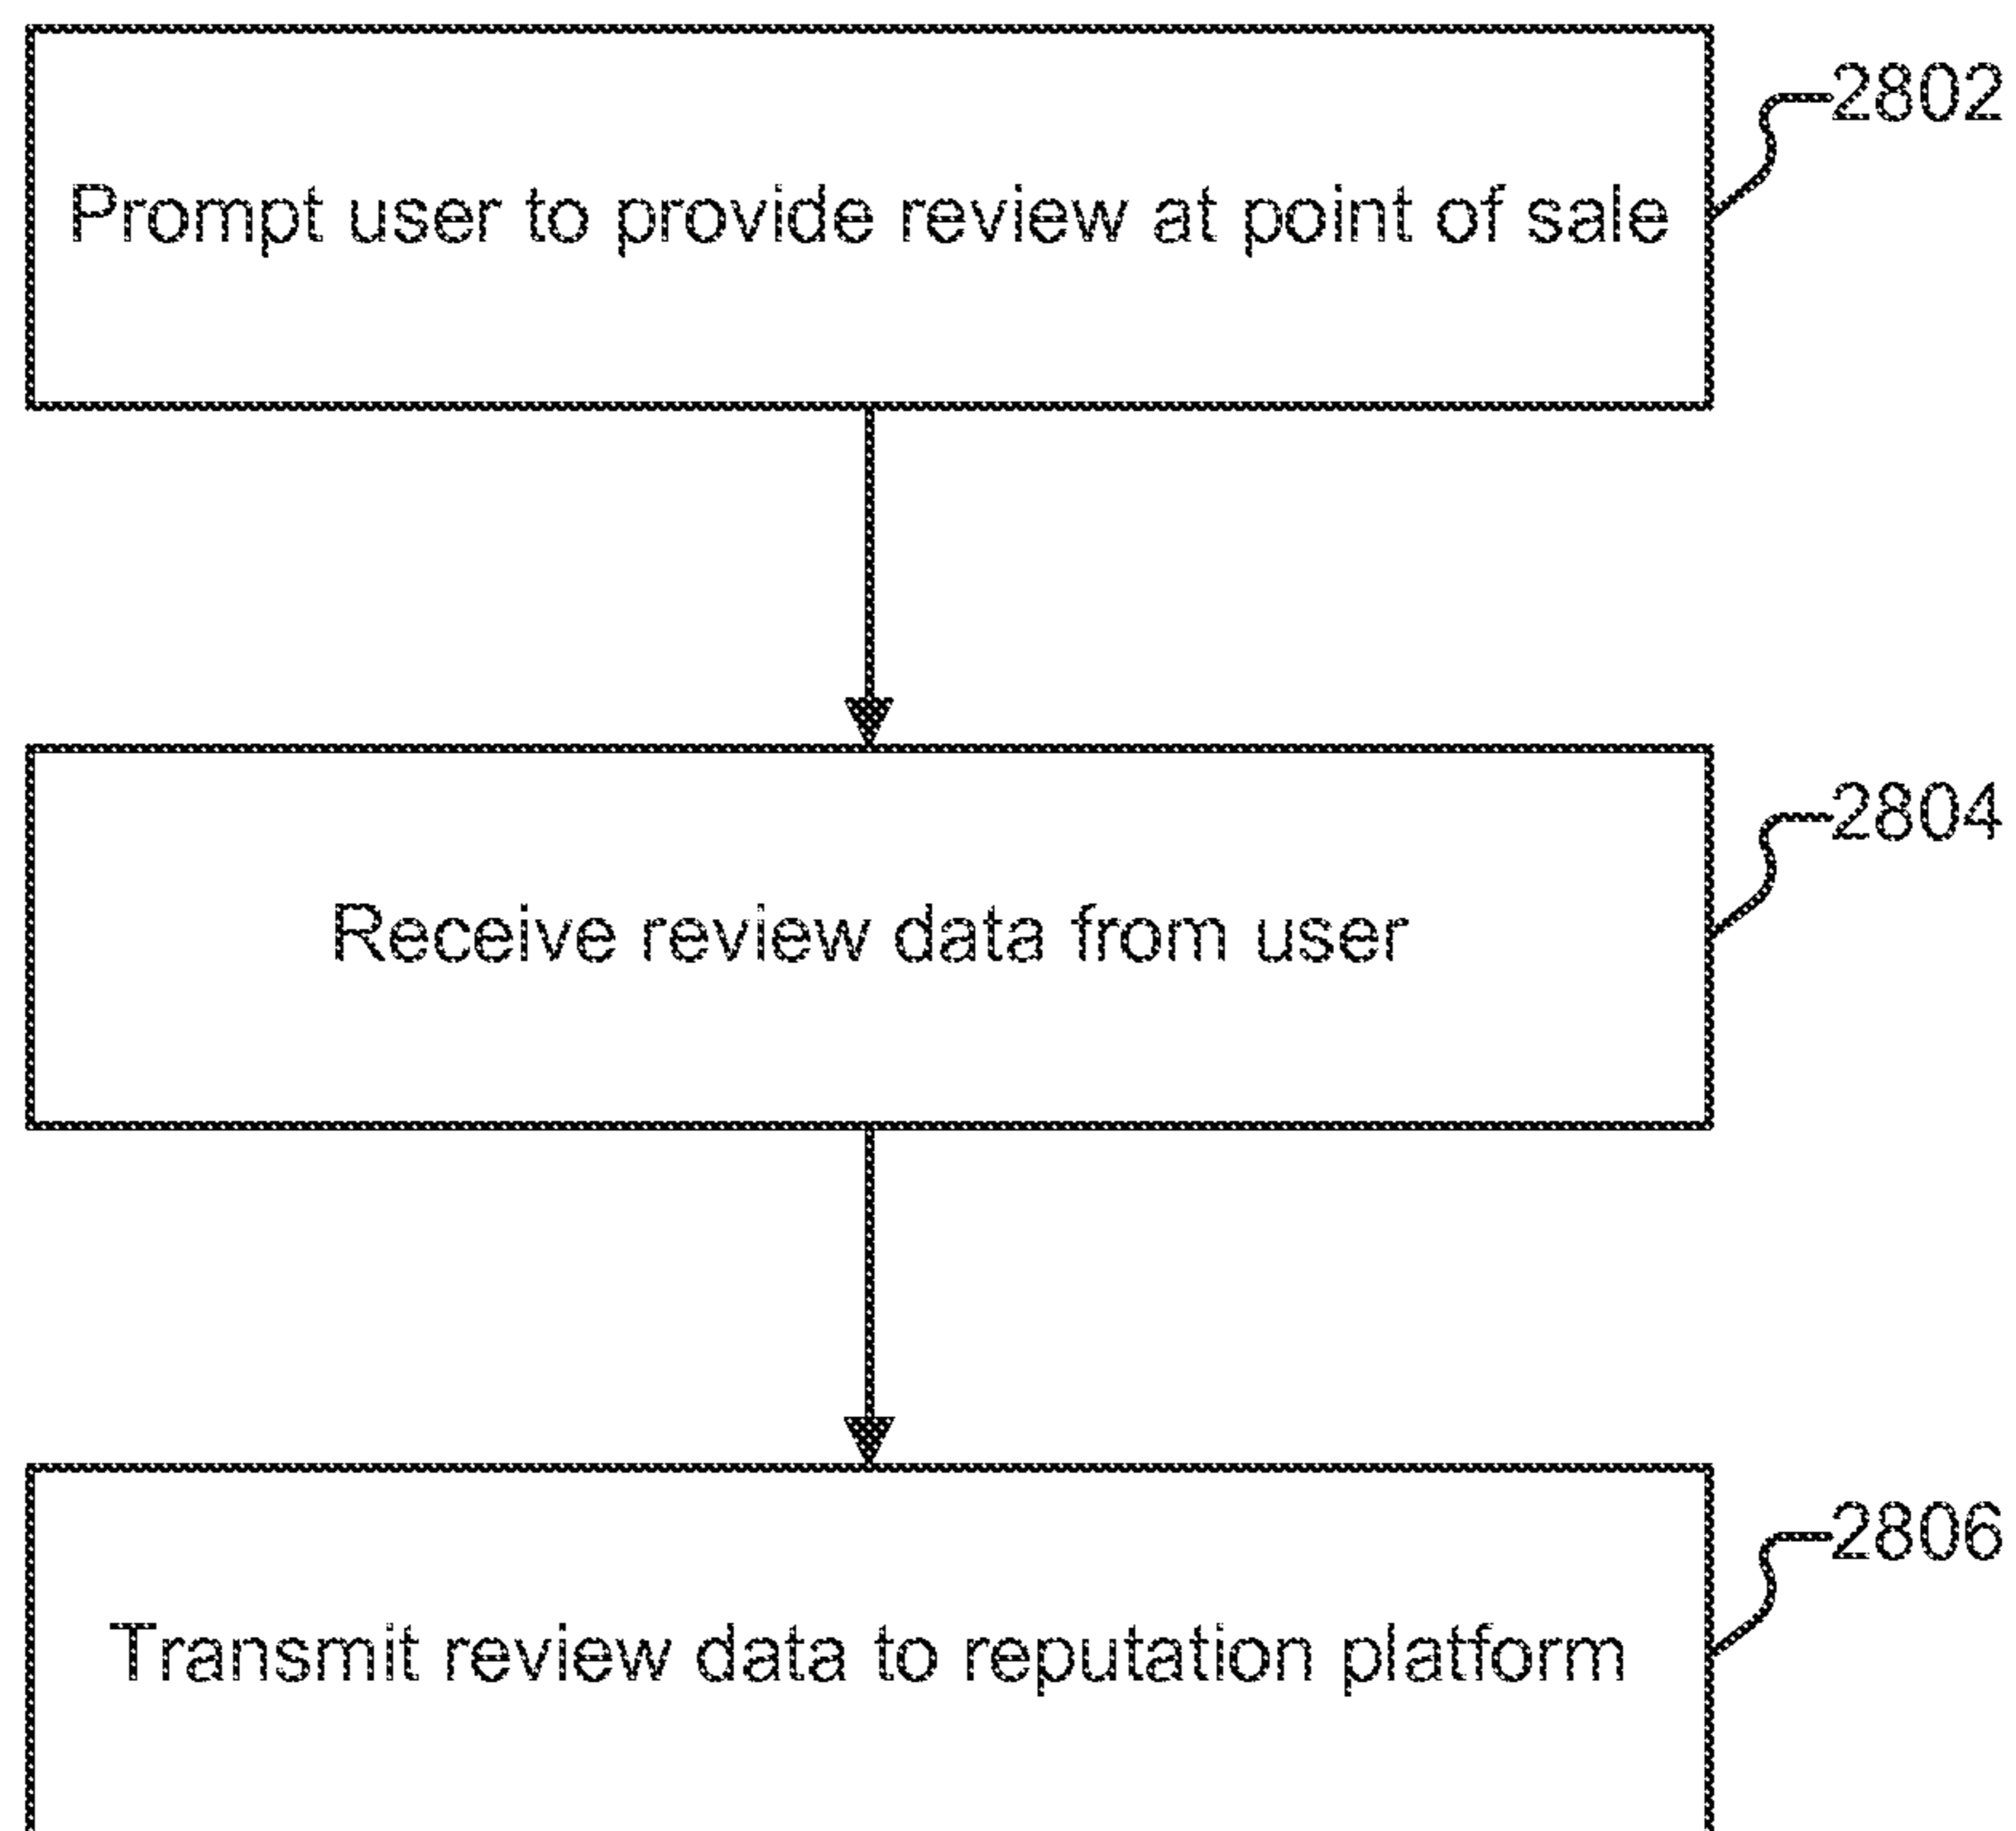 2802
Prompt user to provide review at point of sale
2804
Receive review data from user
2806
Transmit review data to reputation platform